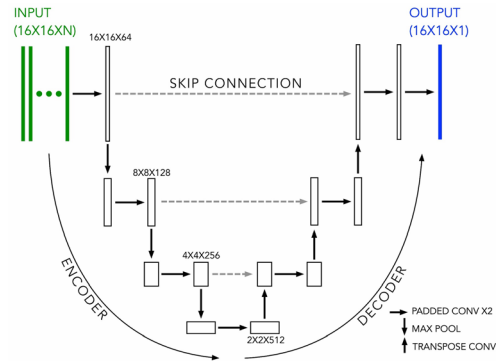 INPUT
(16X16XN)
OUTPUT
(16X16X1)
16X16X64
SKIP CONNECTION
8X8X128
4X4X256
2X2X512
ENCODER
DECODER
PADDED CONV X2
MAX POOL
TRANSPOSE CONV